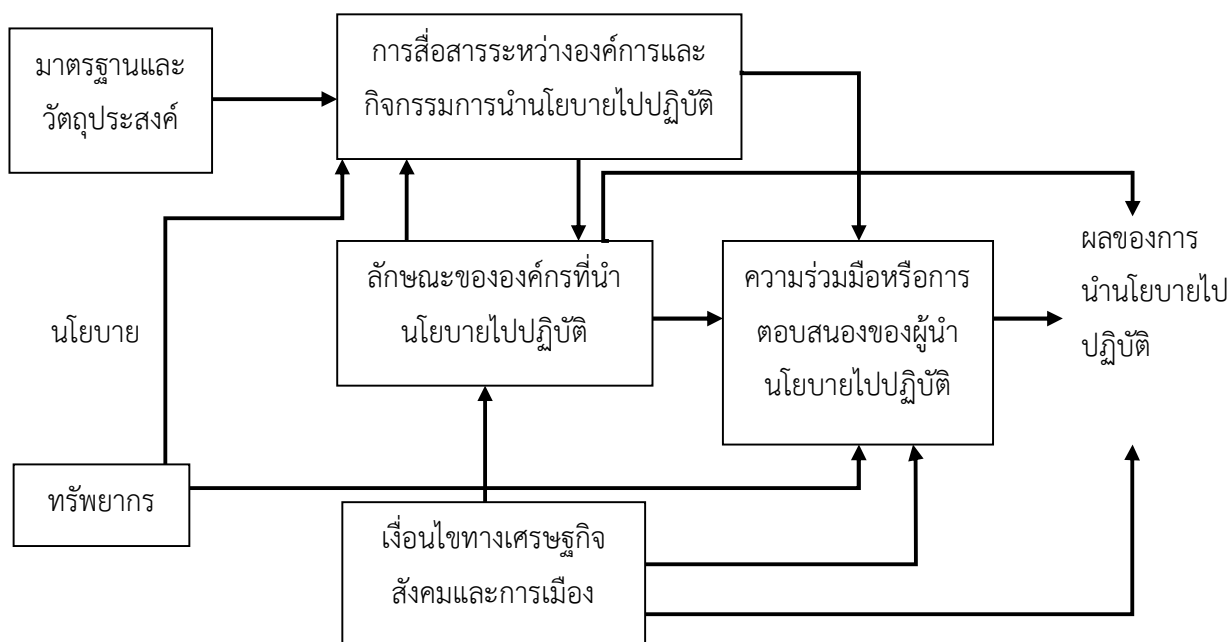 มาตรฐานและ
วัตถุประสงค์
การสื่อสารระหว่างองค์การและ
กิจกรรมการนำนโยบายไปปฏิบัติ
นโยบาย
ลักษณะขององค์กรที่นำ
นโยบายไปปฏิบัติ
ความร่วมมือหรือการ
ตอบสนองของผู้นำ
นโยบายไปปฏิบัติ
ผลของการ
นำนโยบายไป
ปฏิบัติ
ทรัพยากร
เงื่อนไขทางเศรษฐกิจ
สังคมและการเมือง